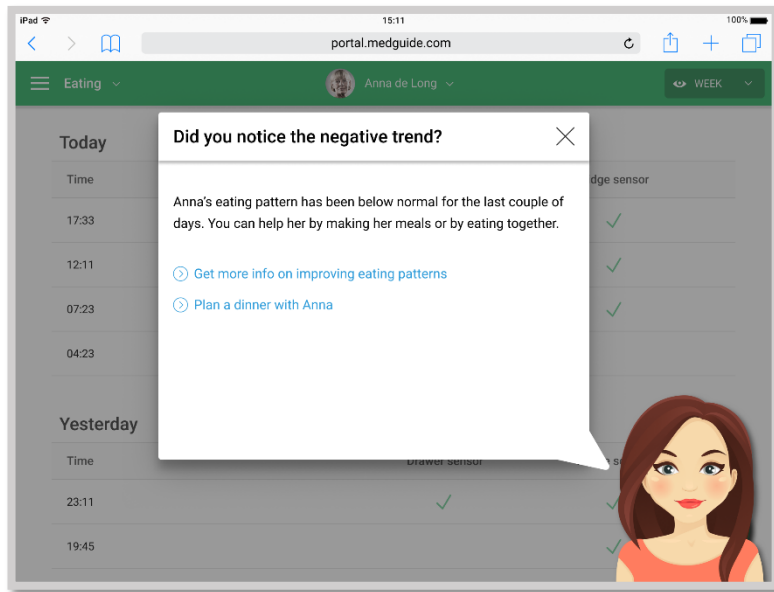 iPad 15:11 100%
portal.medguide.com
Eating Anna de Long WEEK
Did you notice the negative trend?
Anna's eating pattern has been below normal for the last couple of
days. You can help her by making her meals or by eating together.
Get more info on improving eating patterns
Plan a dinner with Anna
Today
Time sensor
17:33
12:11
07:23
04:23
Yesterday
Time Drawer sensor
23:11
19:45